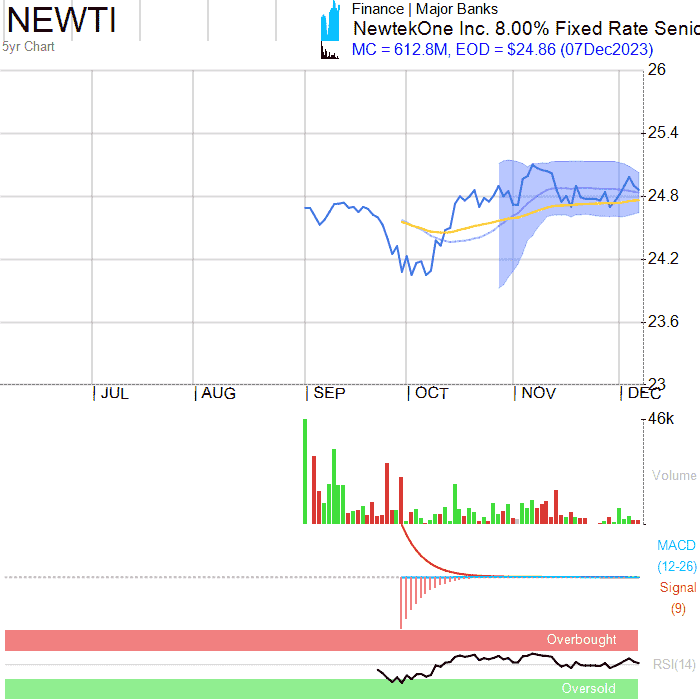 NEWTI
5yr Chart
Finance | Major Banks
NewtekOne Inc. 8.00% Fixed Rate Senio
MC = 612.8M, EOD = $24.86 (07Dec2023)
26
25.4
24.8
24.2
23.6
23
JUL
AUG
SEP
OCT
NOV
DEC
46k
Volume
MACD
(12-26)
Signal
(9)
Overbought
RSI(14)
Oversold